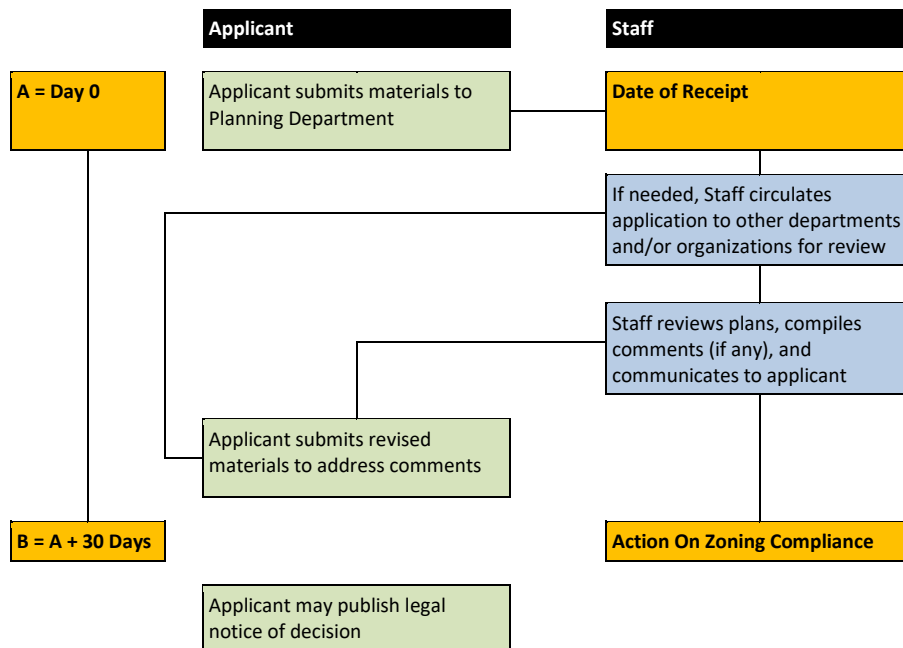 Applicant
Staff
A = Day 0
Applicant submits materials to
Planning Department
Date of Receipt
If needed, Staff circulates
application to other departments
and/or organizations for review
Staff reviews plans, compiles
comments (if any), and
communicates to applicant
Applicant submits revised
materials to address comments
B = A + 30 Days
Action On Zoning Compliance
Applicant may publish legal
notice of decision